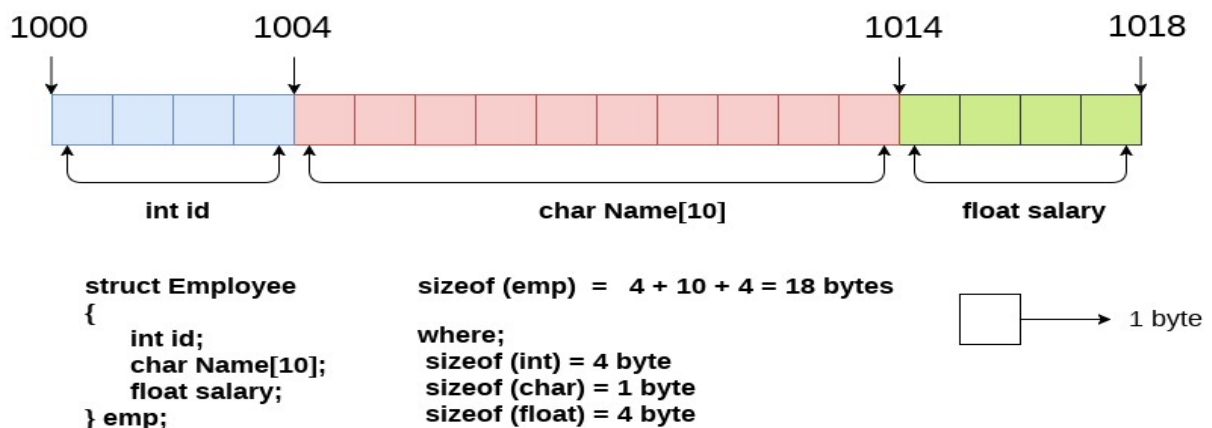 1000 1004 1014 1018
int id char Name[10] float salary
struct Employee
{
int id;
char Name[10];
float salary;
} emp;
sizeof (emp) = 4 + 10 + 4 = 18 bytes
where;
sizeof (int) = 4 byte
sizeof (char) = 1 byte
sizeof (float) = 4 byte
1 byte